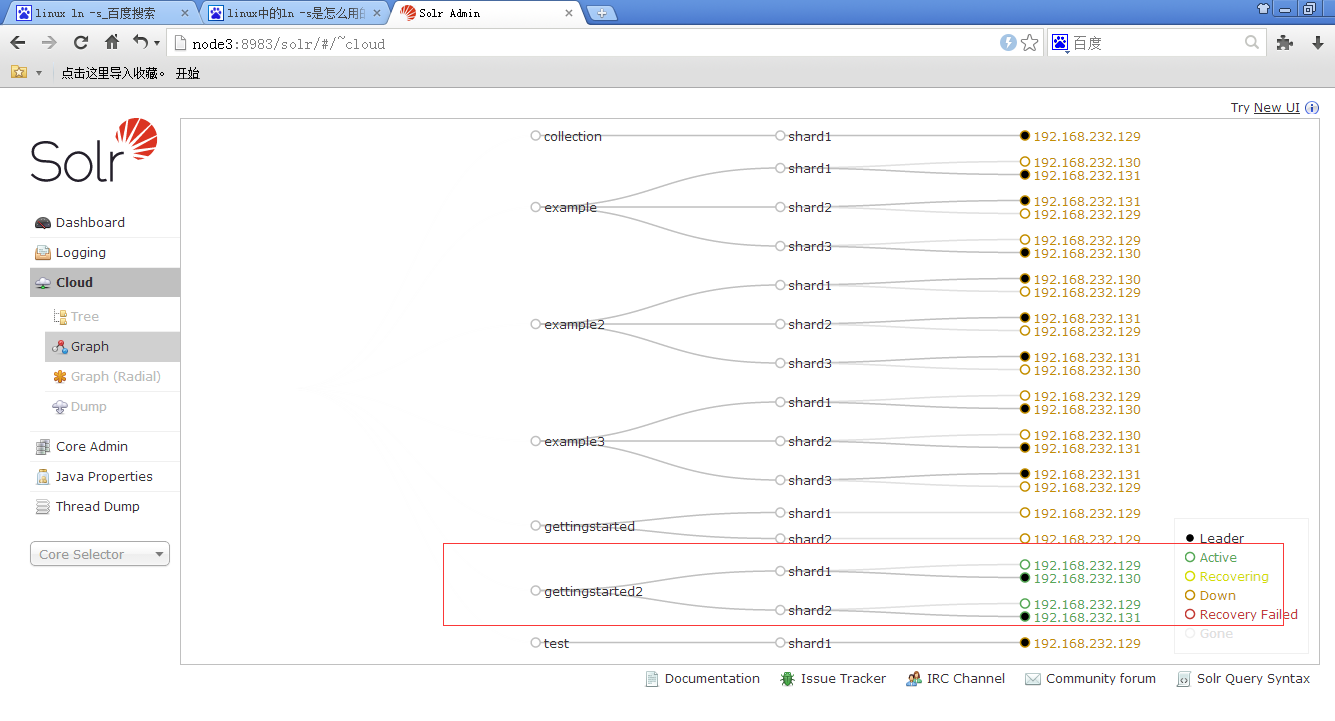 linux ln -s_百度搜索
linux中的ln -s是怎么用的
Solr Admin
node3:8983/solr/#/~cloud
百度
点击这里导入收藏。 开始
Try New UI
Solr
Dashboard
Logging
Cloud
Tree
Graph
Graph (Radial)
Dump
Core Admin
Java Properties
Thread Dump
Core Selector
collection
shard1
192.168.232.129
example
shard1
192.168.232.130
192.168.232.131
shard2
192.168.232.131
192.168.232.129
shard3
192.168.232.129
192.168.232.130
example2
shard1
192.168.232.130
192.168.232.129
shard2
192.168.232.131
192.168.232.129
shard3
192.168.232.131
192.168.232.130
example3
shard1
192.168.232.129
192.168.232.130
shard2
192.168.232.130
192.168.232.131
shard3
192.168.232.131
192.168.232.129
gettingstarted
shard1
192.168.232.129
shard2
192.168.232.129
gettingstarted2
shard1
192.168.232.129
192.168.232.130
shard2
192.168.232.129
192.168.232.131
test
shard1
192.168.232.129
Leader
Active
Recovering
Down
Recovery Failed
Gone
Documentation
Issue Tracker
IRC Channel
Community forum
Solr Query Syntax